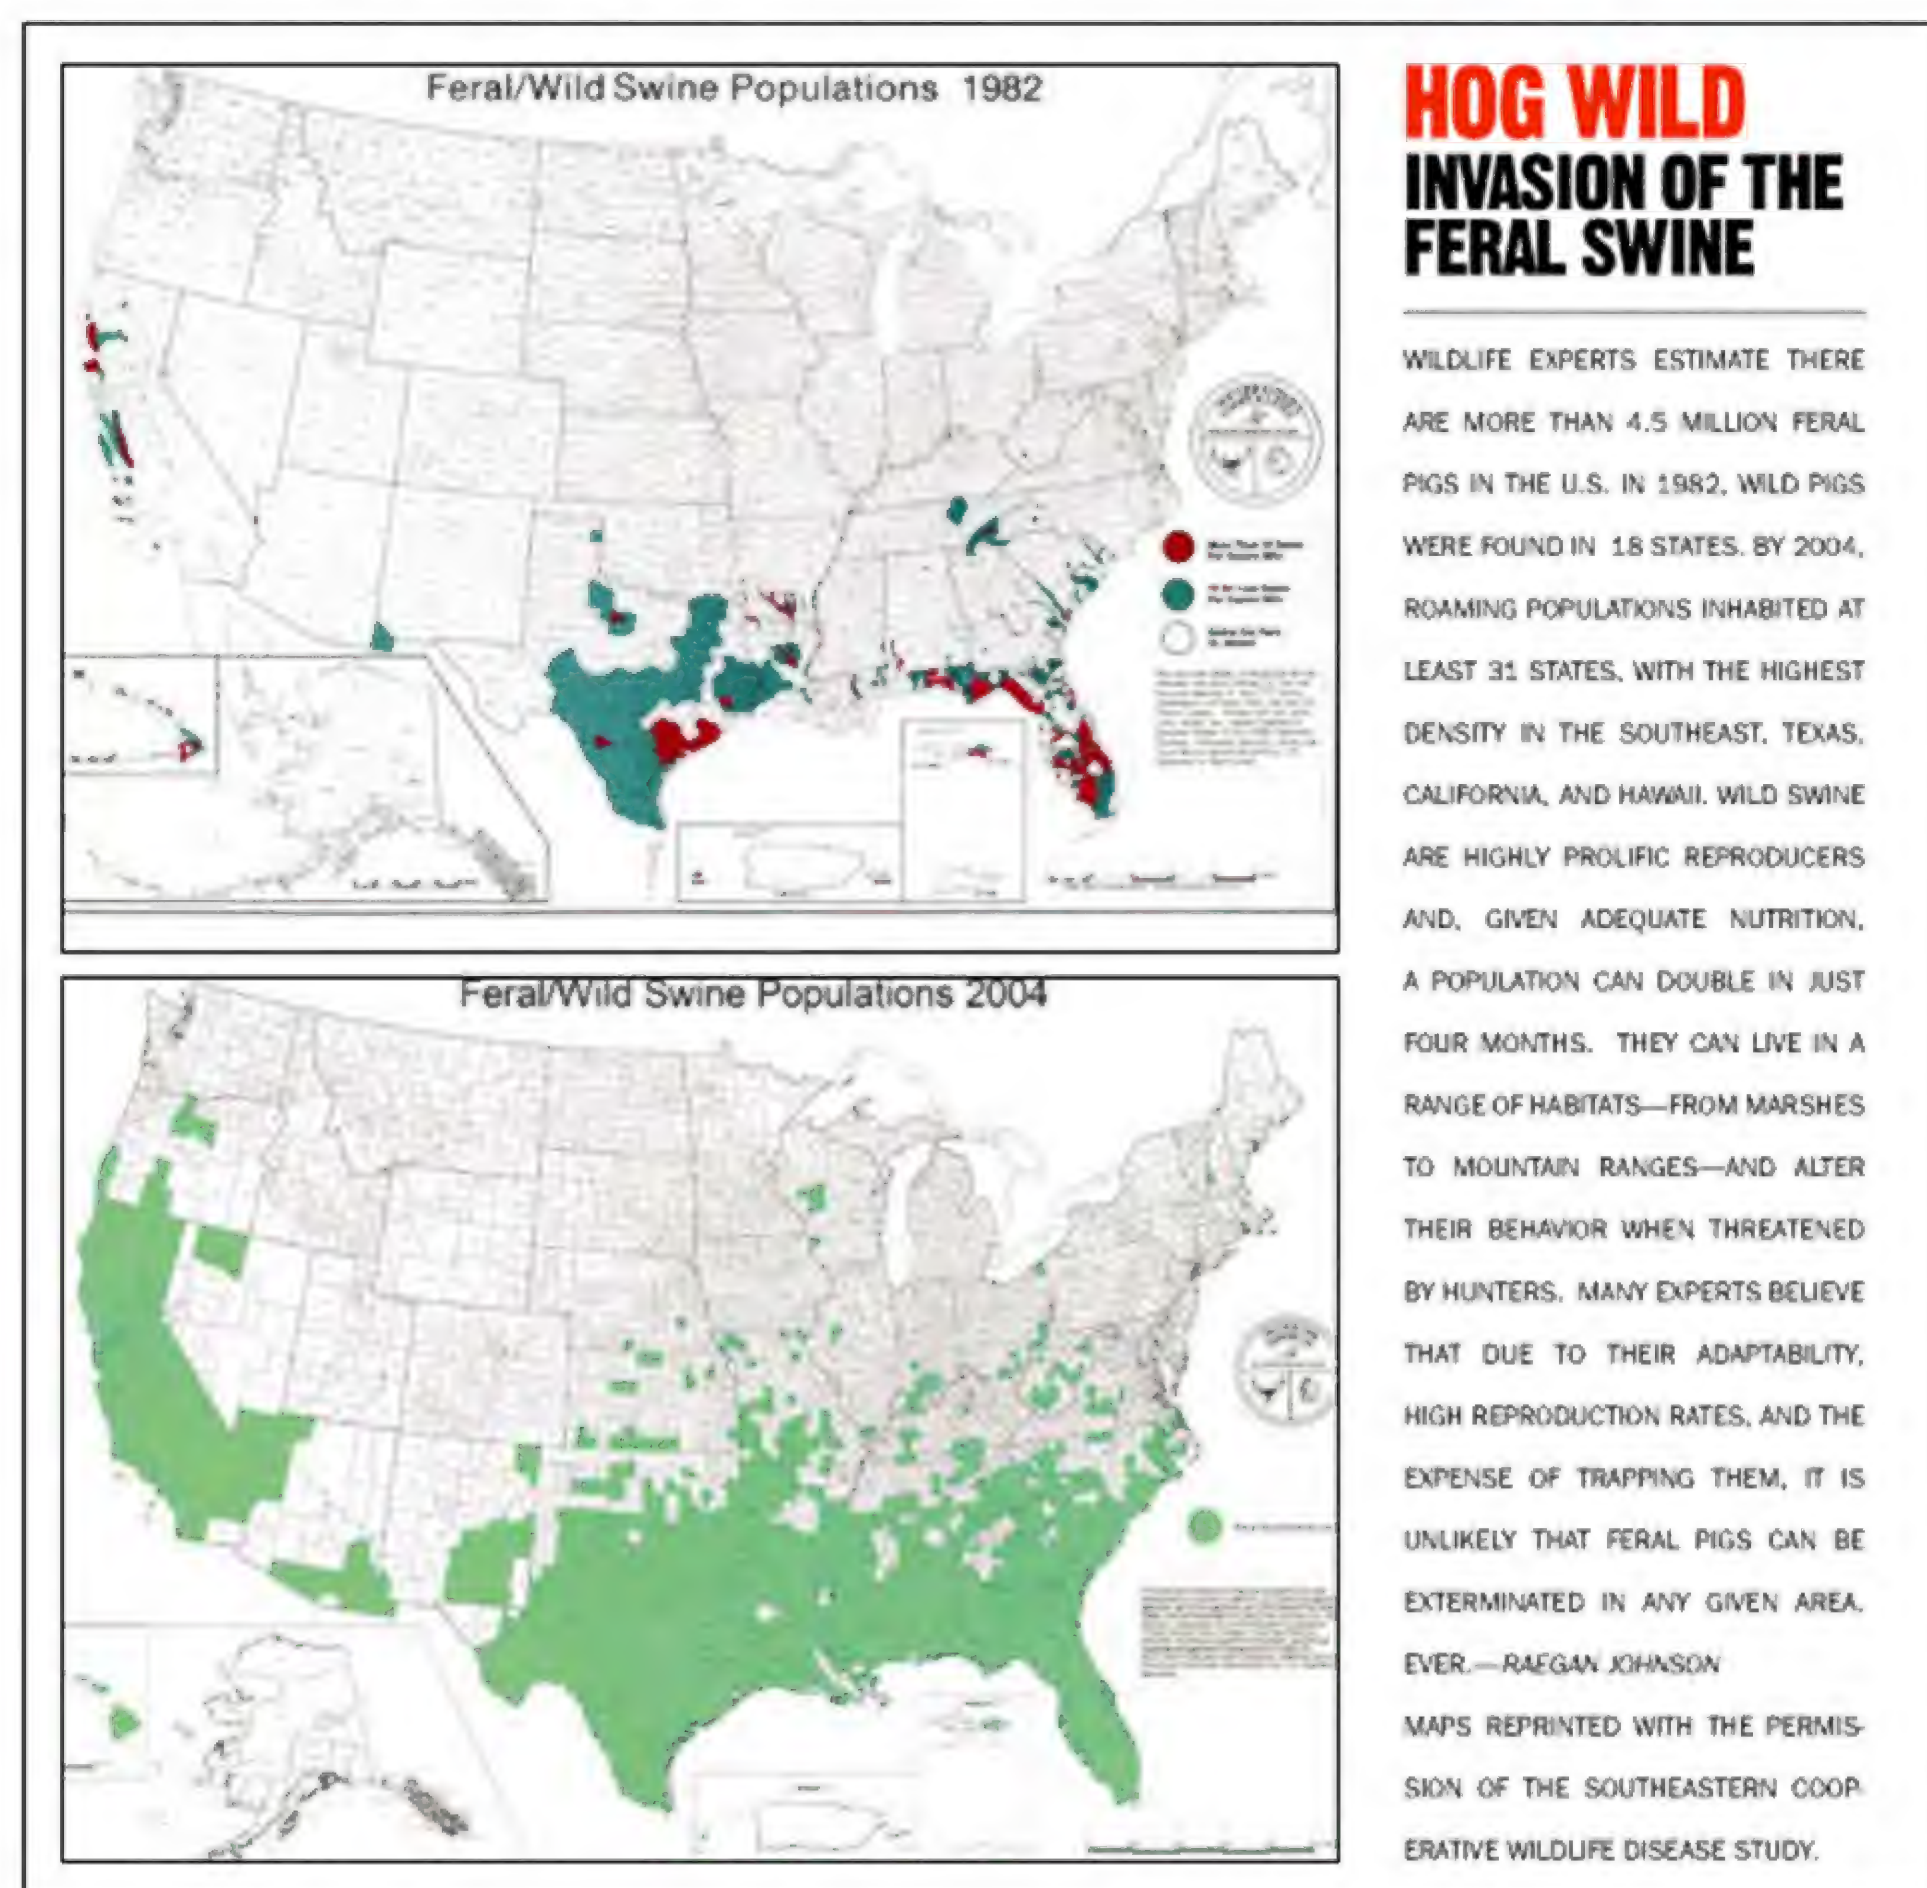 Feral/Wild Swine Populations 1982
Feral/Wild Swine Populations 2004
HOG WILD
INVASION OF THE
FERAL SWINE
WILDLIFE EXPERTS ESTIMATE THERE
ARE MORE THAN 4.5 MILLION FERAL
PIGS IN THE U.S. IN 1982, WILD PIGS
WERE FOUND IN 18 STATES. BY 2004,
ROAMING POPULATIONS INHABITED AT
LEAST 31 STATES, WITH THE HIGHEST
DENSITY IN THE SOUTHEAST, TEXAS,
CALIFORNIA, AND HAWAII. WILD SWINE
ARE HIGHLY PROLIFIC REPRODUCERS
AND, GIVEN ADEQUATE NUTRITION,
A POPULATION CAN DOUBLE IN JUST
FOUR MONTHS. THEY CAN LIVE IN A
RANGE OF HABITATS—FROM MARSHES
TO MOUNTAIN RANGES—AND ALTER
THEIR BEHAVIOR WHEN THREATENED
BY HUNTERS. MANY EXPERTS BELIEVE
THAT DUE TO THEIR ADAPTABILITY,
HIGH REPRODUCTION RATES, AND THE
EXPENSE OF TRAPPING THEM, IT IS
UNLIKELY THAT FERAL PIGS CAN BE
EXTERMINATED IN ANY GIVEN AREA.
EVER.—RAEGAN JOHNSON
MAPS REPRINTED WITH THE PERMIS-
SION OF THE SOUTHEASTERN COOP-
ERATIVE WILDLIFE DISEASE STUDY.